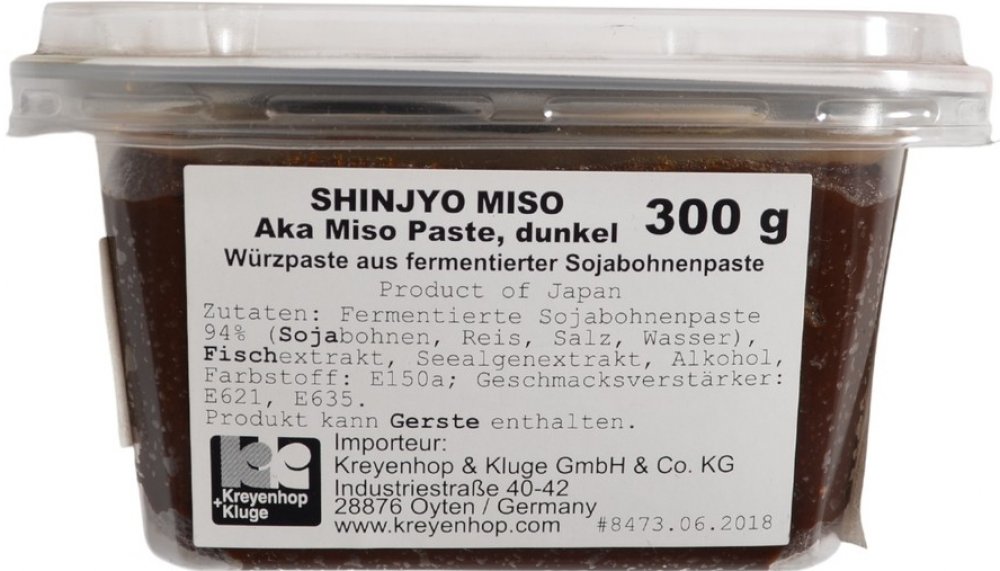 SHINJYO MISO
Aka Miso Paste, dunkel
300 g
Würzpaste aus fermentierter Sojabohnenpaste
Product of Japan
Zutaten: Fermentierte Sojabohnenpaste
94% (Sojabohnen, Reis, Salz, Wasser),
Fischextrakt, Seealgenextrakt, Alkohol,
Farbstoff: E150a; Geschmacksverstärker:
E621, E635.
Produkt kann Gerste enthalten.
+Kreyenhop
Kluge
Importeur:
Kreyenhop & Kluge GmbH & Co. KG
Industriestraße 40-42
28876 Oyten / Germany
www.kreyenhop.com
#8473.06.2018